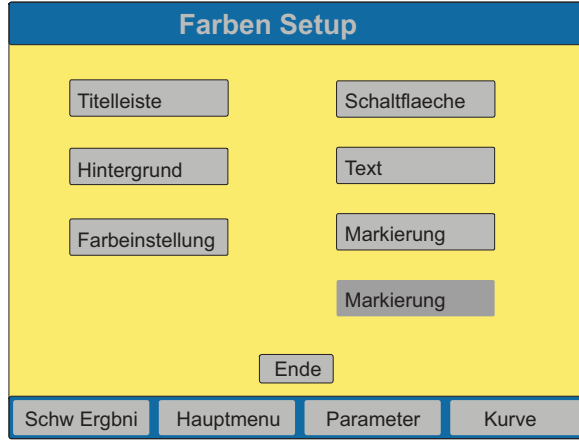 Farben Setup
Titelleiste
Schaltflaeche
Hintergrund
Text
Farbeinstellung
Markierung
Markierung
Ende
Schw Ergbni
Hauptmenu
Parameter
Kurve